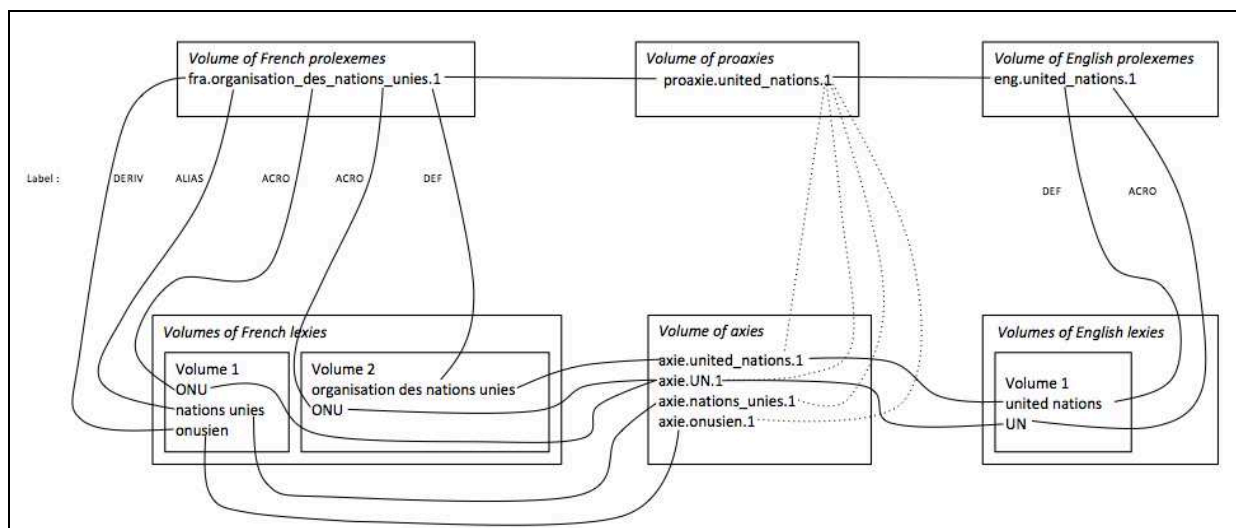 Volume of French prolexemes
fra.organisation_des_nations_unies.1
Volume of proaxies
proaxie.united_nations.1
Volume of English prolexemes
eng.united_nations.1
Label :
DERIV
ALIAS
ACRO
ACRO
DEF
DEF
ACRO
Volumes of French lexies
Volume 1
ONU
nations unies
onusien
Volume 2
organisation des nations unies
ONU
Volume of axies
axie.united_nations.1
axie.UN.1
axie.nations_unies.1
axie.onusien.1
Volumes of English lexies
Volume 1
united nations
UN